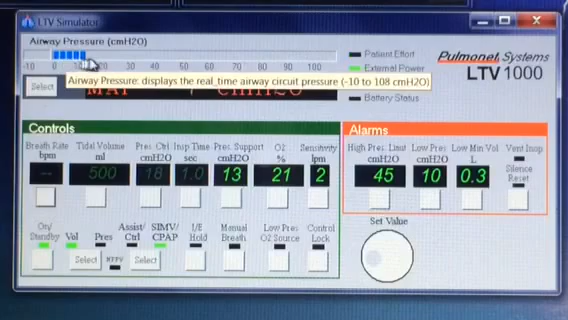 LTV Simulator
Airway Pressure (cmH2O)
-10 0 10 20 30 40 50 60 70 80 90 100
Patient Effort
External Power
Battery Status
Pulmonet Systems
LTV 1000
Select
Airway Pressure: displays the real_time airway circuit pressure (-10 to 108 cmH2O)
Controls
Breath Rate bpm
Tidal Volume ml
Pres. Ctrl cmH2O
Insp Time sec
Pres. Support cmH2O
O2 %
Sensitivity lpm
-- 500 18 1.0 13 21 2
On/ Standby
Vol
Pres
Assist/ Ctrl
SIMV/ CPAP
I/E Hold
Manual Breath
Low Pres O2 Source
Control Lock
Select
NPPV
Select
Alarms
High Pres. Limit cmH2O
Low Pres cmH2O
Low Min Vol L
Vent Inop
45 10 0.3
Silence Reset
Set Value